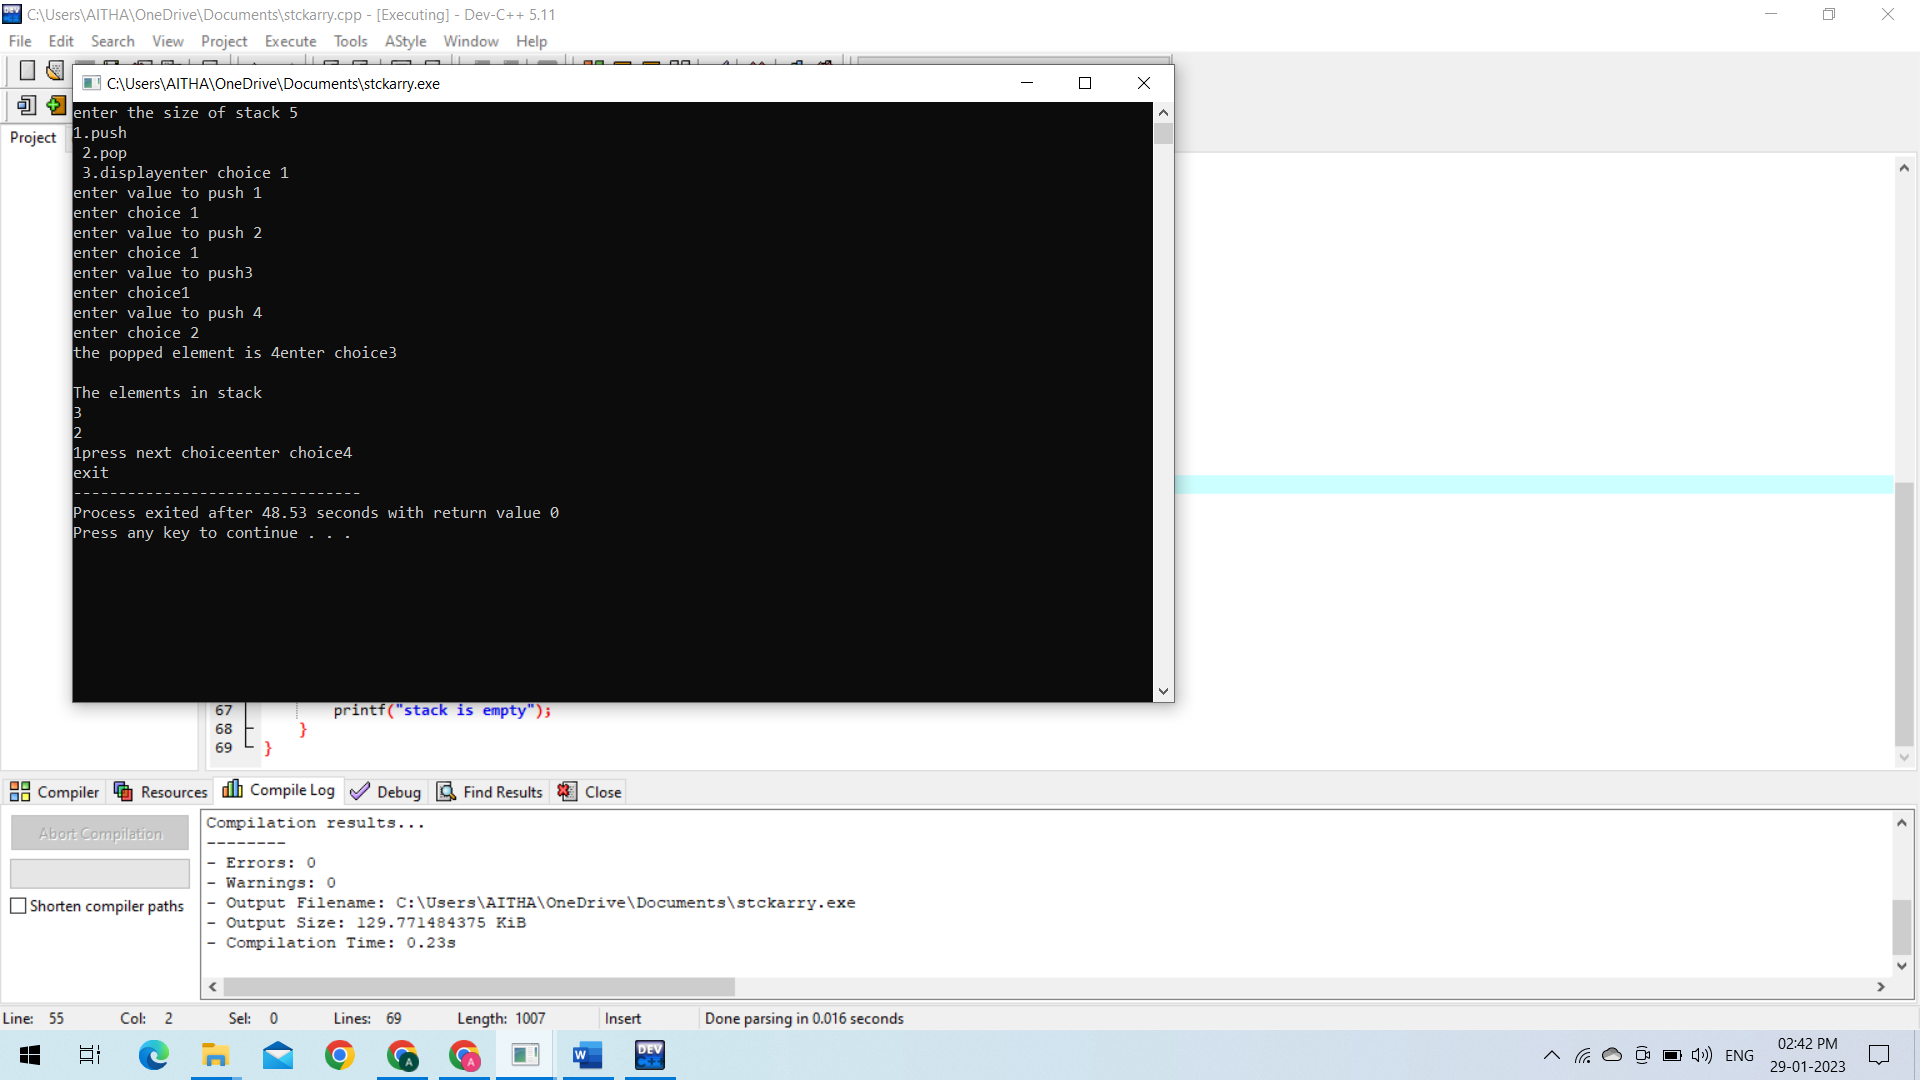 C:\Users\AITHA\OneDrive\Documents\stckarry.cpp - [Executing] - Dev-C++ 5.11
File Edit Search View Project Execute Tools AStyle Window Help
C:\Users\AITHA\OneDrive\Documents\stckarry.exe
Project
enter the size of stack 5
1.push
 2.pop
 3.displayenter choice 1
enter value to push 1
enter choice 1
enter value to push 2
enter choice 1
enter value to push3
enter choice1
enter value to push 4
enter choice 2
the popped element is 4enter choice3
The elements in stack
3
2
1press next choiceenter choice4
exit
--------------------------------
Process exited after 48.53 seconds with return value 0
Press any key to continue . . .
67 printf("stack is empty");
68 }
69 }
Compiler Resources Compile Log Debug Find Results Close
Abort Compilation
Shorten compiler paths
Compilation results...
--------
- Errors: 0
- Warnings: 0
- Output Filename: C:\Users\AITHA\OneDrive\Documents\stckarry.exe
- Output Size: 129.771484375 KiB
- Compilation Time: 0.23s
Line: 55 Col: 2 Sel: 0 Lines: 69 Length: 1007 Insert Done parsing in 0.016 seconds
W DEV C++ A A ENG 02:42 PM
29-01-2023